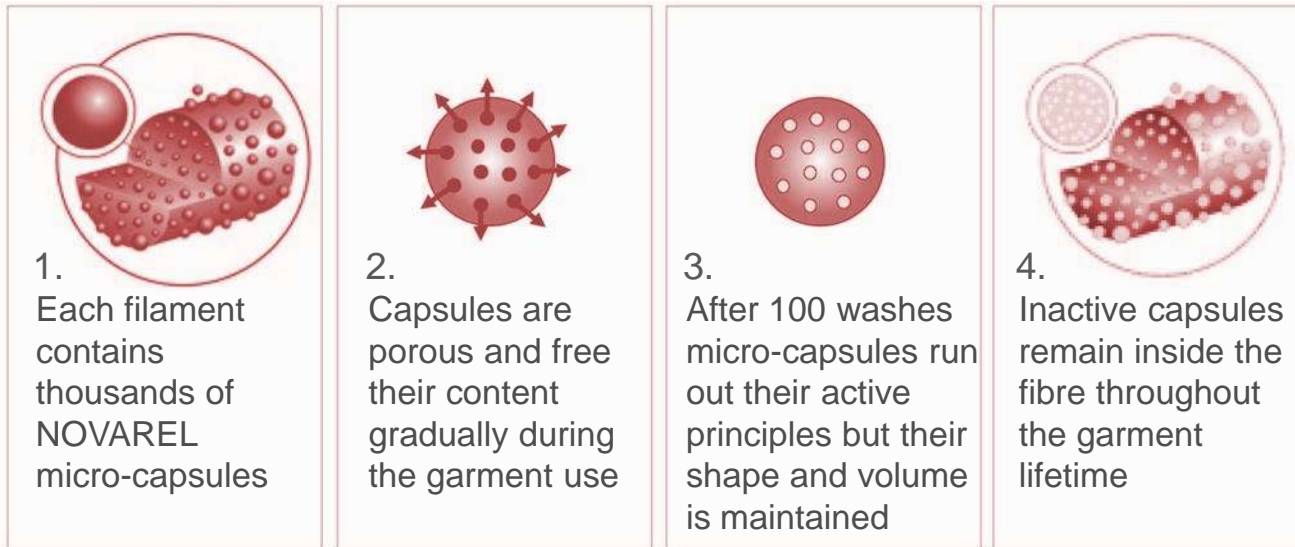 1.
Each filament
contains
thousands of
NOVAREL
micro-capsules
2.
Capsules are
porous and free
their content
gradually during
the garment use
3.
After 100 washes
micro-capsules run
out their active
principles but their
shape and volume
is maintained
4.
Inactive capsules
remain inside the
fibre throughout
the garment
lifetime